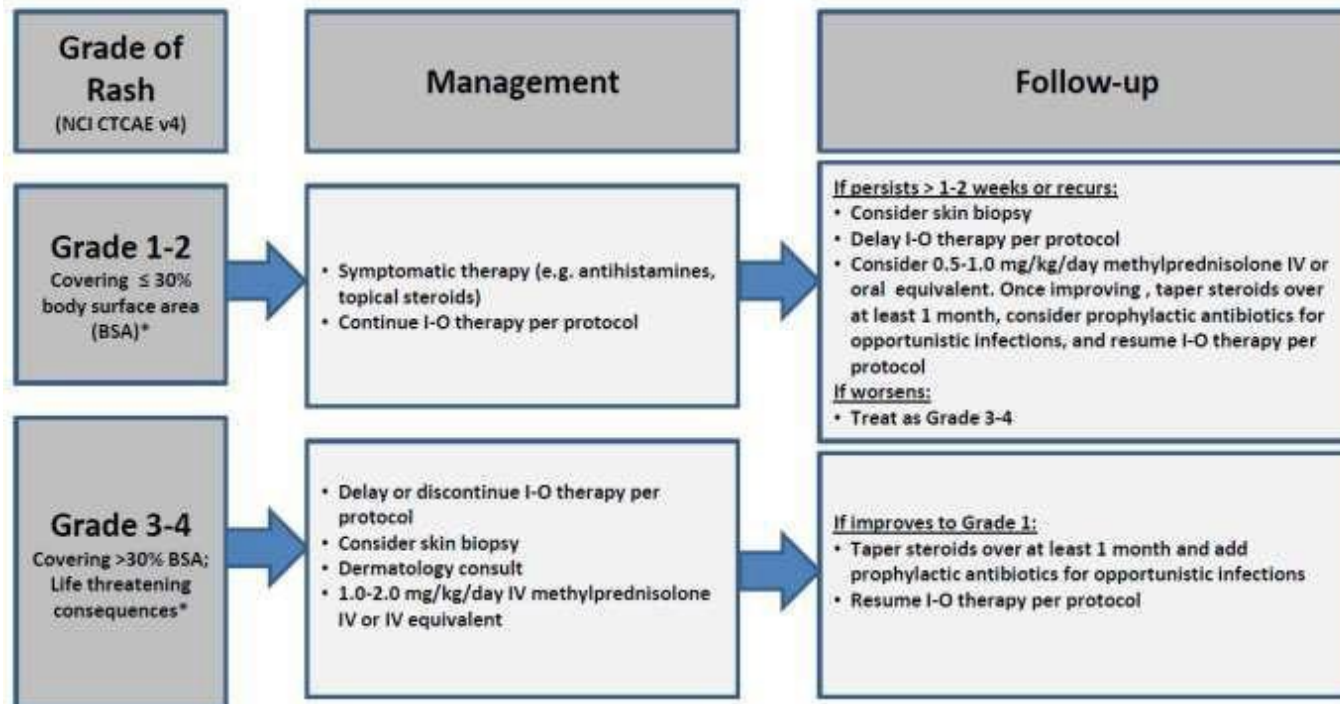 Grade of
Rash
(NCI CTCAE v4)
Management
Follow-up
Grade 1-2
Covering ≤ 30%
body surface area
(BSA)*
• Symptomatic therapy (e.g. antihistamines,
topical steroids)
• Continue I-O therapy per protocol
If persists > 1-2 weeks or recurs:
• Consider skin biopsy
• Delay I-O therapy per protocol
• Consider 0.5-1.0 mg/kg/day methylprednisolone IV or
oral equivalent. Once improving , taper steroids over
at least 1 month, consider prophylactic antibiotics for
opportunistic infections, and resume I-O therapy per
protocol
If worsens:
• Treat as Grade 3-4
Grade 3-4
Covering >30% BSA;
Life threatening
consequences*
• Delay or discontinue I-O therapy per
protocol
• Consider skin biopsy
• Dermatology consult
• 1.0-2.0 mg/kg/day IV methylprednisolone
IV or IV equivalent
If improves to Grade 1:
• Taper steroids over at least 1 month and add
prophylactic antibiotics for opportunistic infections
• Resume I-O therapy per protocol